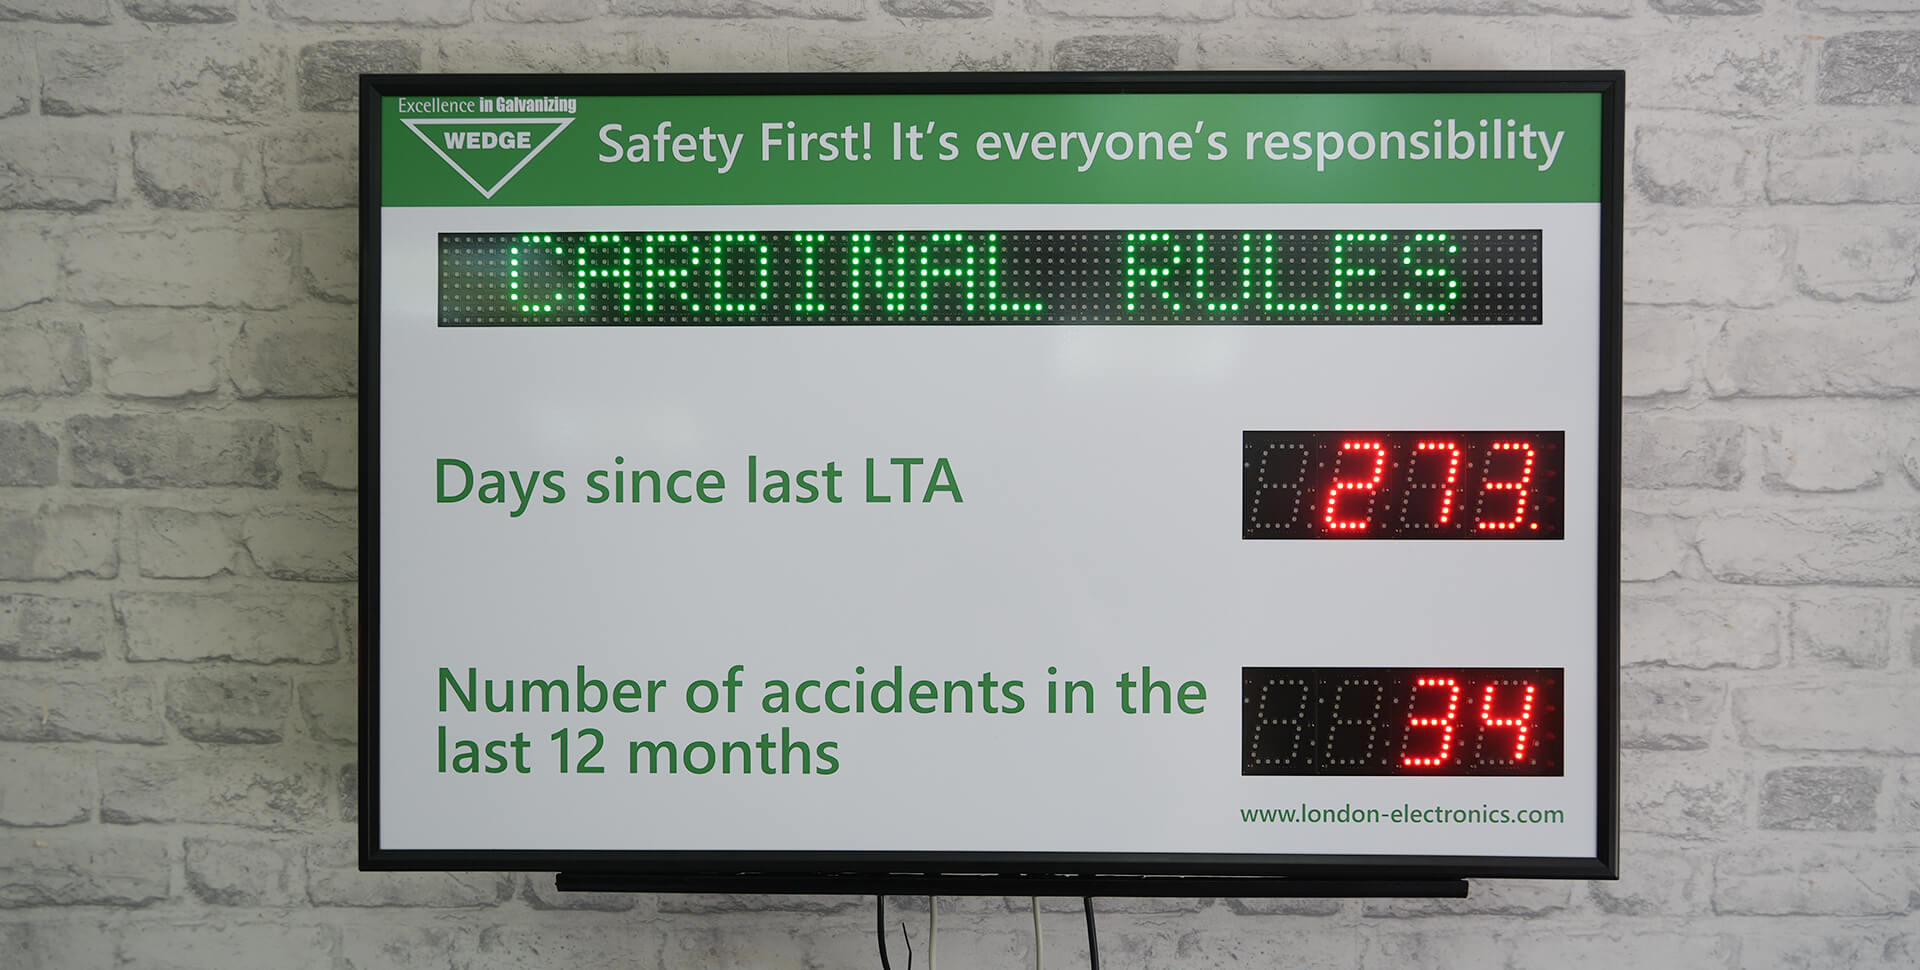 Excellence in Galvanizing
WEDGE
Safety First! It’s everyone’s responsibility
CARDINAL RULES
Days since last LTA
273.
Number of accidents in the
last 12 months
34
www.london-electronics.com